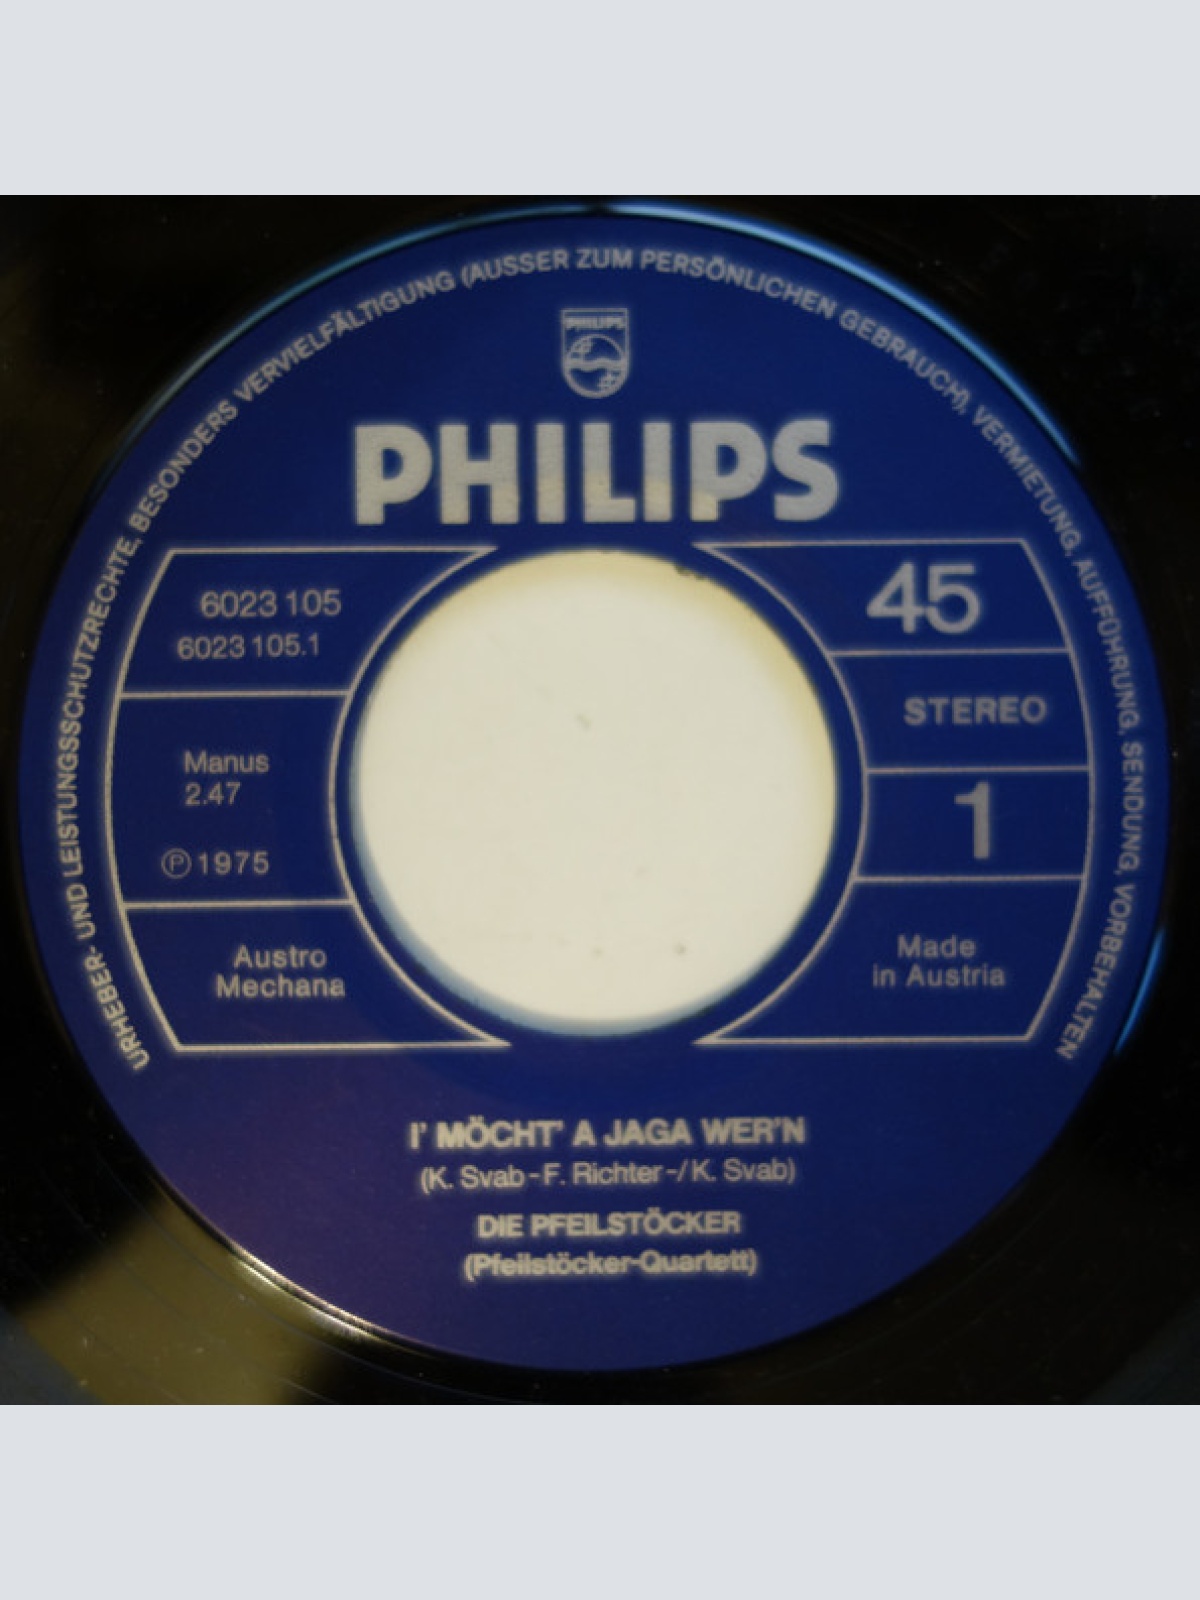 URHEBER- UND LEISTUNGSSCHUTZRECHTE, BESONDERS VERVIELFÄLTIGUNG (AUSSER ZUM PERSÖNLICHEN GEBRAUCH), VERMIETUNG, AUFFÜHRUNG, SENDUNG, VORBEHALTEN
PHILIPS
PHILIPS
6023 105
6023 105.1
Manus
2.47
℗ 1975
Austro
Mechana
45
STEREO
1
Made
in Austria
I' MÖCHT' A JAGA WER'N
(K. Svab - F. Richter -/ K. Svab)
DIE PFEILSTÖCKER
(Pfeilstöcker-Quartett)